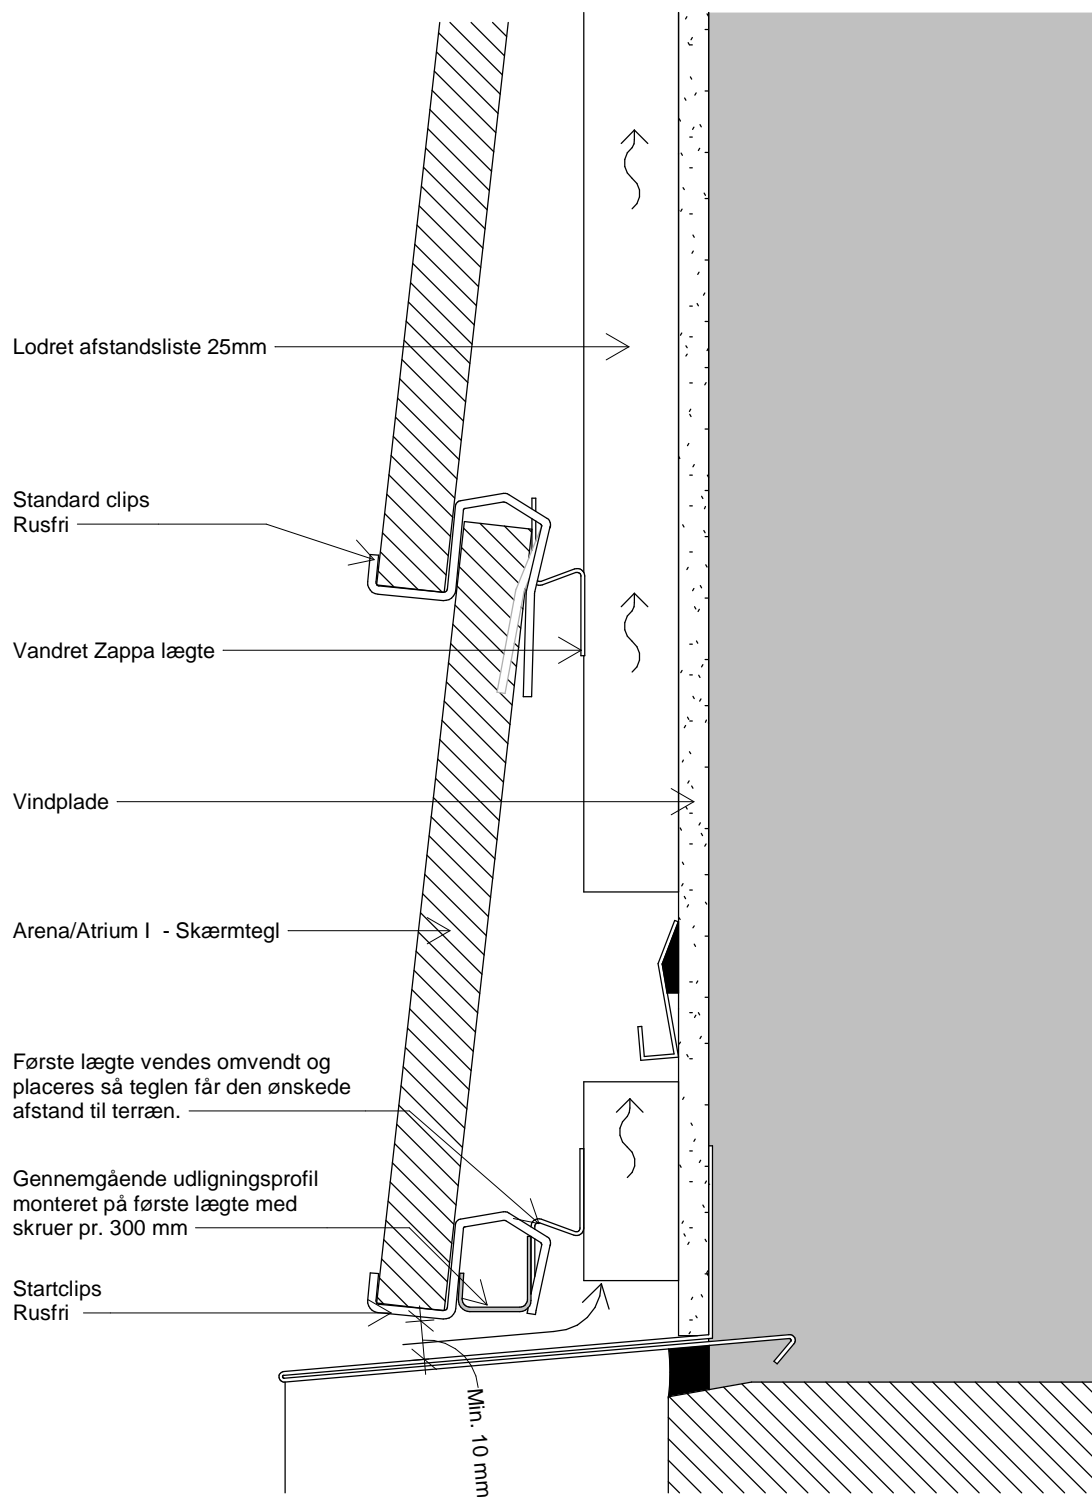 Lodret afstandsliste 25mm
Standard clips
Rusfri
Vandret Zappa lægte
Vindplade
Arena/Atrium I  - Skærmtegl
Første lægte vendes omvendt og
placeres så teglen får den ønskede
afstand til terræn.
Gennemgående udligningsprofil
monteret på første lægte med
skruer pr. 300 mm
Startclips
Rusfri
Min. 10 mm